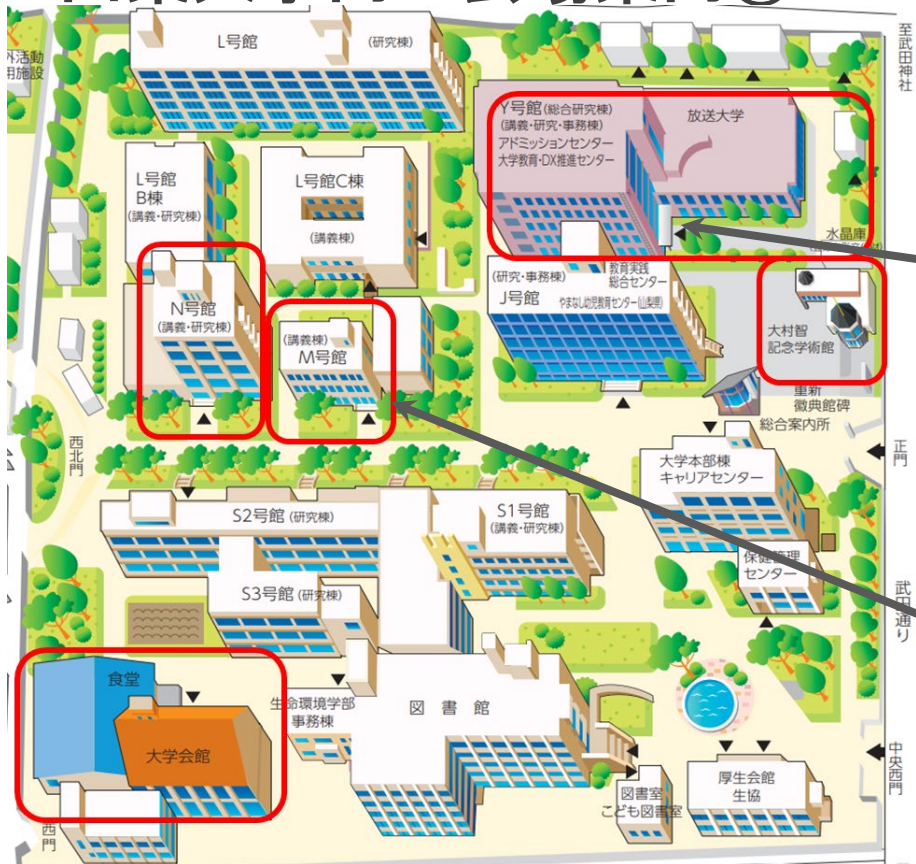 至武田神社
L号館
(研究棟)
外活動
用施設
Y号館(総合研究棟)
(講義・研究・事務棟)
アドミッションセンター
大学教育・DX推進センター
放送大学
L号館
B棟
(講義・研究棟)
L号館C棟
(講義棟)
水晶庫
(研究・事務棟)
J号館
教育実践
総合センター
やまなし幼児教育センター(山梨県)
N号館
(講義・研究棟)
(講義棟)
M号館
大村智
記念学術館
重新
徽典館碑
総合案内所
西北門
正門
大学本部棟
キャリアセンター
S2号館(研究棟)
S1号館
(講義・研究棟)
保健管理
センター
S3号館(研究棟)
武田通り
食堂
大学会館
生命環境学部
事務棟
図書館
中央西門
厚生会館
生協
図書室
こども図書室
西門